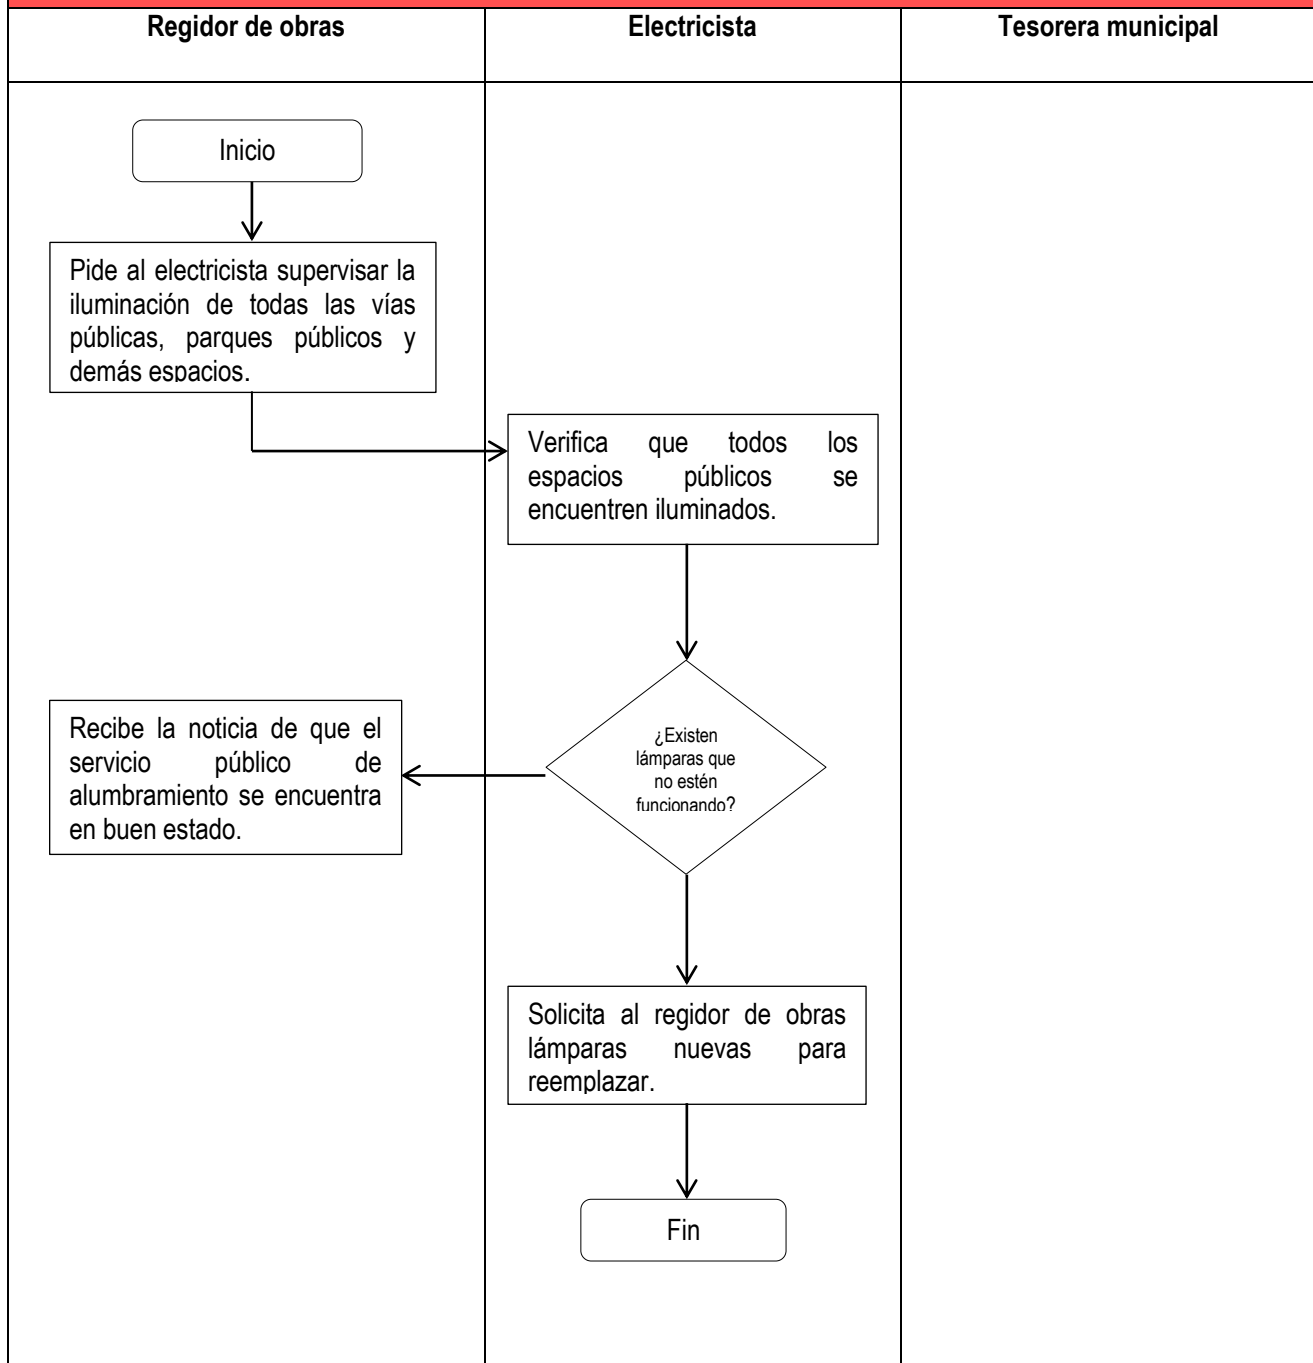 Regidor de obras
Electricista
Tesorera municipal
Inicio
Pide al electricista supervisar la
iluminación de todas las vías
públicas, parques públicos y
demás espacios.
Verifica que todos los
espacios públicos se
encuentren iluminados.
¿Existen
lámparas que
no estén
funcionando?
Recibe la noticia de que el
servicio público de
alumbramiento se encuentra
en buen estado.
Solicita al regidor de obras
lámparas nuevas para
reemplazar.
Fin